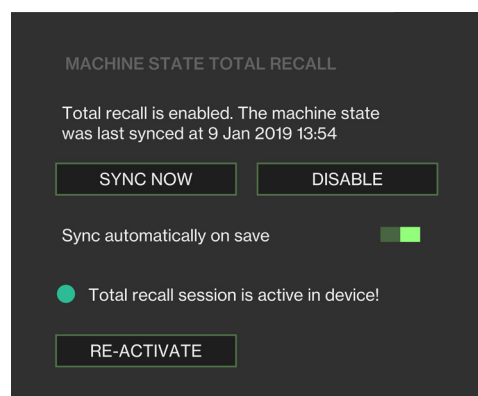 MACHINE STATE TOTAL RECALL
Total recall is enabled. The machine state
was last synced at 9 Jan 2019 13:54
SYNC NOW
DISABLE
Sync automatically on save
Total recall session is active in device!
RE-ACTIVATE